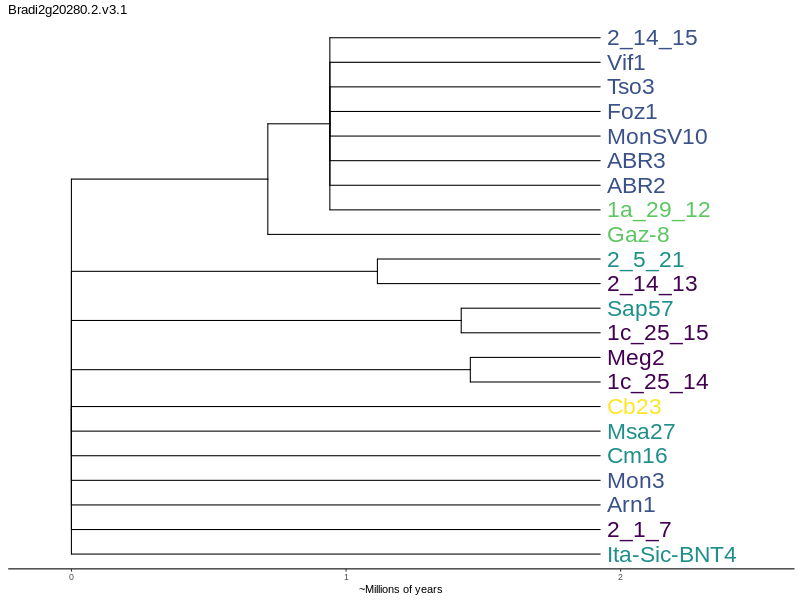 Bradi2g20280.2.v3.1
2_14_15
Vif1
Tso3
Foz1
MonSV10
ABR3
ABR2
1a_29_12
Gaz-8
2_5_21
2_14_13
Sap57
1c_25_15
Meg2
1c_25_14
Cb23
Msa27
Cm16
Mon3
Arn1
2_1_7
Ita-Sic-BNT4
0 1 2
~Millions of years